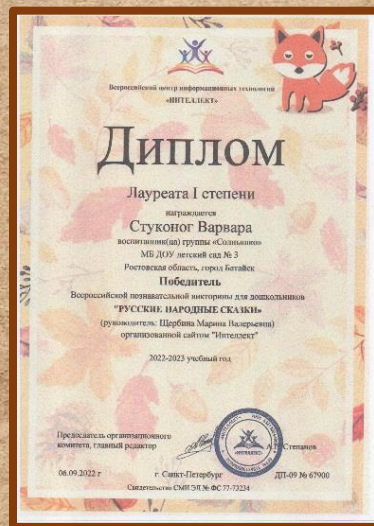 Всероссийский центр информационных технологий
«ИНТЕЛЛЕКТ»
Диплом
Лауреата I степени
награждается
Стуконог Варвара
воспитанник(ца) группы «Солнышко»
МБ ДОУ детский сад № 3
Ростовская область, город Батайск
Победитель
Всероссийской познавательной викторины для дошкольников
"РУССКИЕ НАРОДНЫЕ СКАЗКИ"
(руководитель: Щербина Марина Валерьевна)
организованной сайтом "Интеллект"
2022-2023 учебный год
Председатель организационного
комитета, главный редактор
Степанов
06.09.2022 г г. Санкт-Петербург ДП-09 № 67900
Свидетельство СМИ ЭЛ № ФС 77-73234